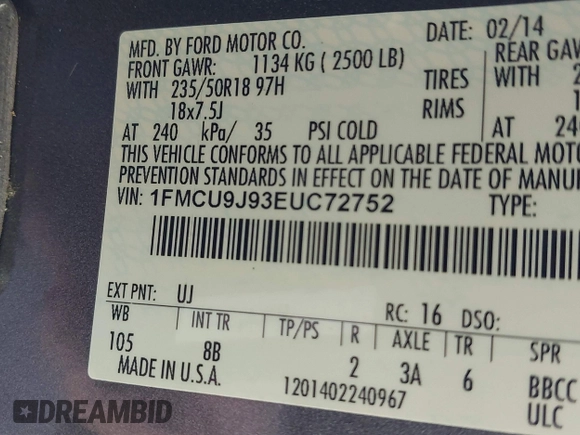 MFD. BY FORD MOTOR CO. DATE: 02/14
FRONT GAWR: 1134 KG ( 2500 LB) REAR
WITH 235/50R18 97H TIRES WITH
18x7.5J RIMS
AT 240 kPa/ 35 PSI COLD AT
THIS VEHICLE CONFORMS TO ALL APPLICABLE FEDERAL
PREVENTION STANDARDS IN EFFECT ON THE DATE OF
VIN: 1FMCU9J93EUC72752 TYPE:
EXT PNT: UJ RC: 16 DSO:
WB INT TR TP/PS R AXLE TR SPR
105 8B 2 3A 6 BBCC
MADE IN U.S.A. 1201402240967 ULC
DREAMBID